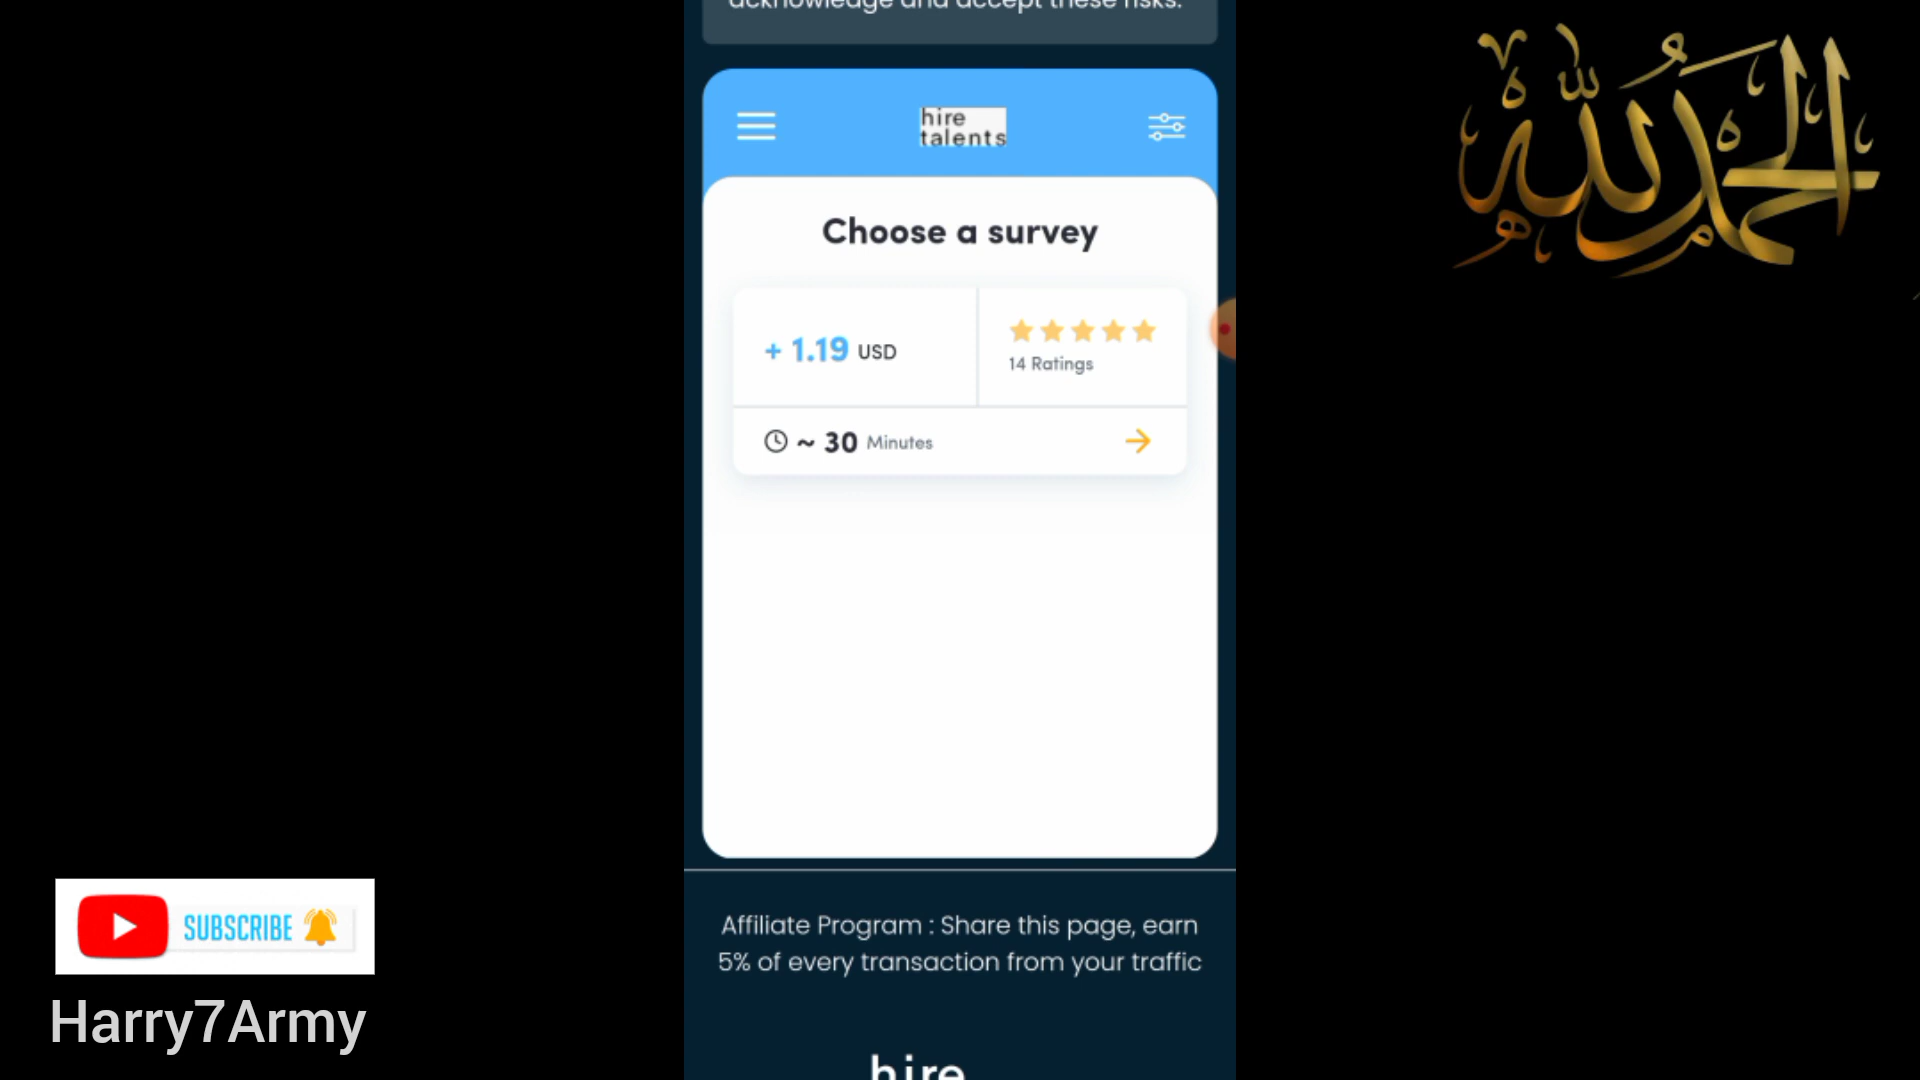 acknowledge and accept these risks.
الحمد لله
hire
talents
Choose a survey
+ 1.19 USD
14 Ratings
~ 30 Minutes
Affiliate Program : Share this page, earn
5% of every transaction from your traffic
hire
SUBSCRIBE
Harry7Army